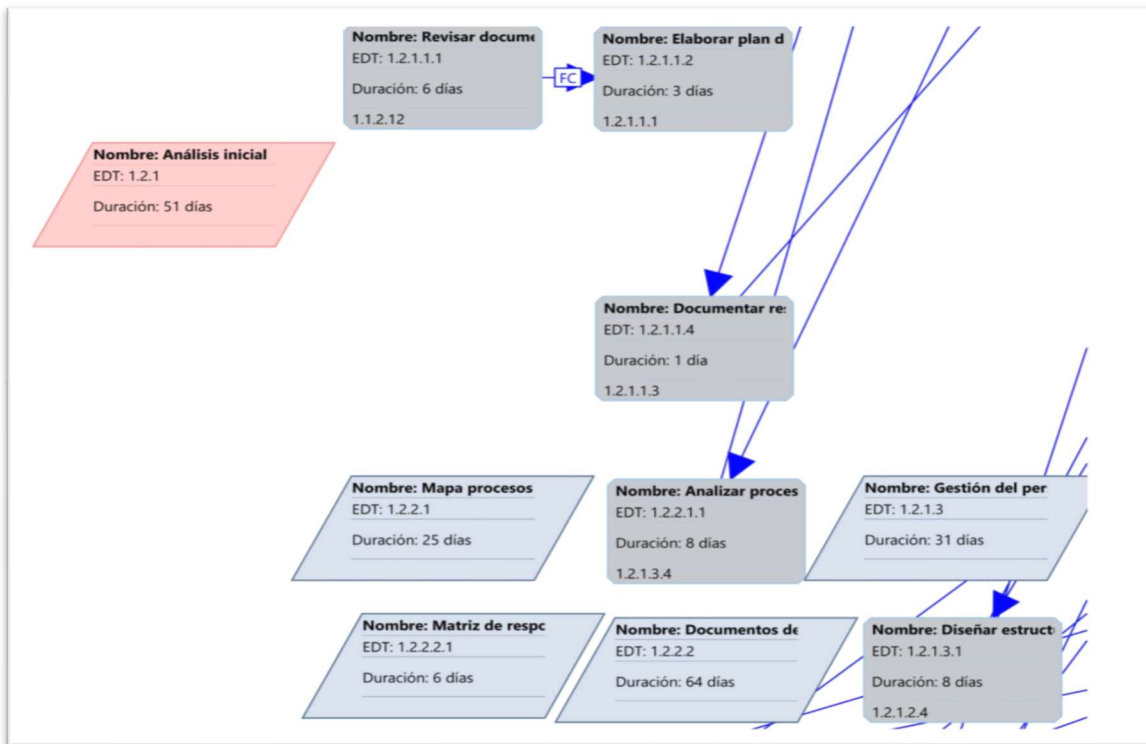 Nombre: Revisar docume
EDT: 1.2.1.1.1
Duración: 6 días
1.1.2.12
FC
Nombre: Elaborar plan d
EDT: 1.2.1.1.2
Duración: 3 días
1.2.1.1.1
Nombre: Análisis inicial
EDT: 1.2.1
Duración: 51 días
Nombre: Documentar re
EDT: 1.2.1.1.4
Duración: 1 día
1.2.1.1.3
Nombre: Mapa procesos
EDT: 1.2.2.1
Duración: 25 días
Nombre: Analizar proces
EDT: 1.2.2.1.1
Duración: 8 días
1.2.1.3.4
Nombre: Gestión del per
EDT: 1.2.1.3
Duración: 31 días
Nombre: Matriz de respo
EDT: 1.2.2.2.1
Duración: 6 días
Nombre: Documentos de
EDT: 1.2.2.2
Duración: 64 días
Nombre: Diseñar estruct
EDT: 1.2.1.3.1
Duración: 8 días
1.2.1.2.4